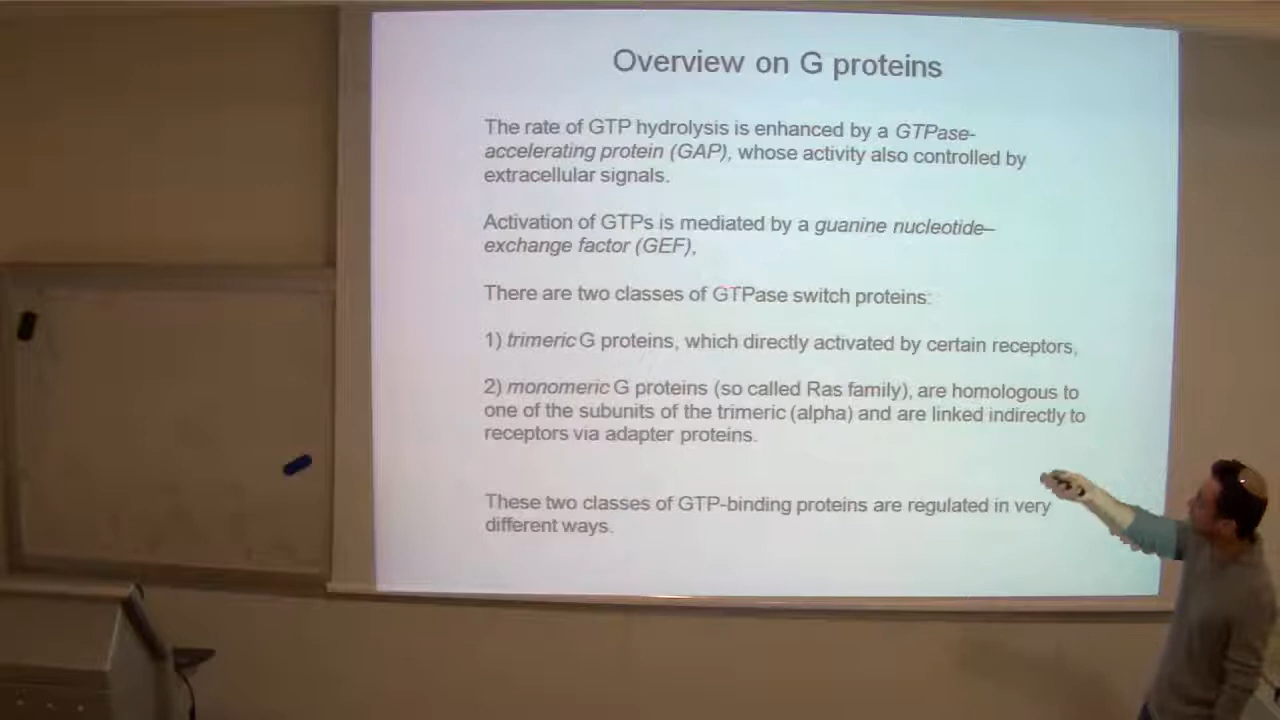 Overview on G proteins
The rate of GTP hydrolysis is enhanced by a GTPase-
accelerating protein (GAP), whose activity also controlled by
extracellular signals.
Activation of GTPs is mediated by a guanine nucleotide–
exchange factor (GEF),
There are two classes of GTPase switch proteins:
1) trimeric G proteins, which directly activated by certain receptors,
2) monomeric G proteins (so called Ras family), are homologous to
one of the subunits of the trimeric (alpha) and are linked indirectly to
receptors via adapter proteins.
These two classes of GTP-binding proteins are regulated in very
different ways.